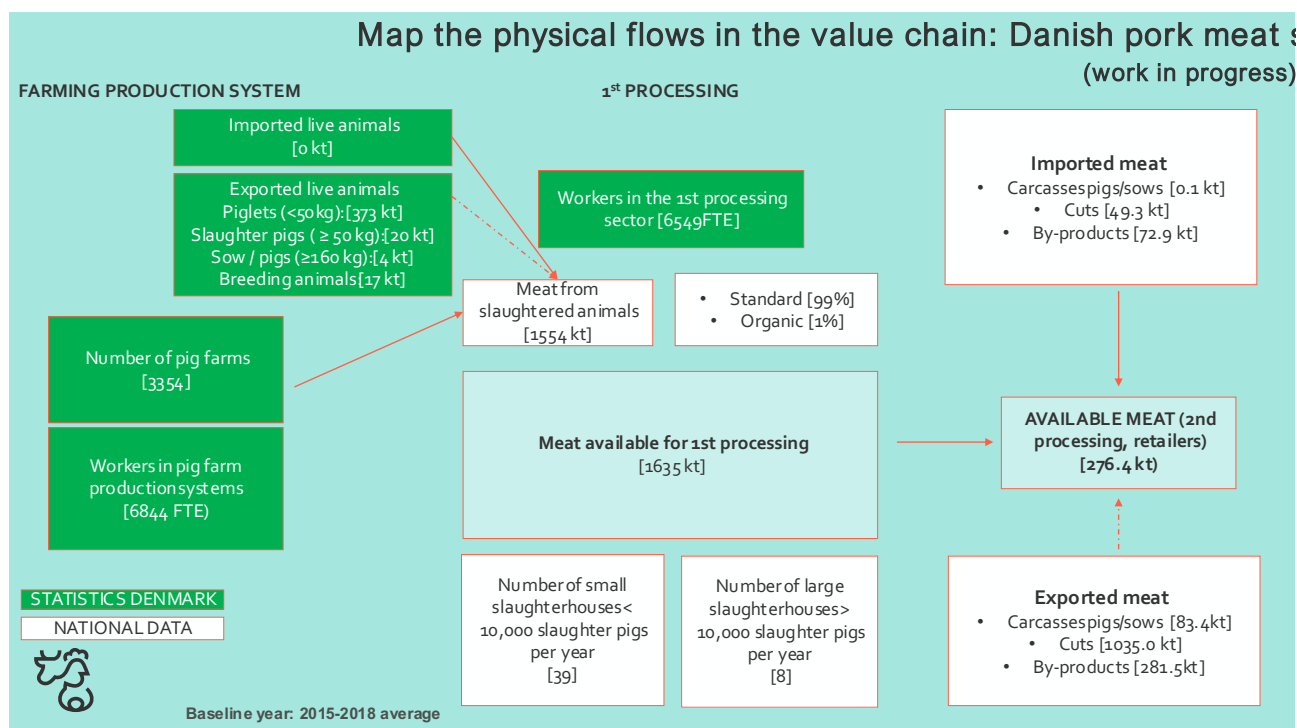 Map the physical flows in the value chain: Danish pork meat s
(work in progress)
FARMING PRODUCTION SYSTEM
1st PROCESSING
Imported live animals
[0 kt]
Exported live animals
Piglets (<50kg):[373 kt]
Slaughter pigs ( ≥ 50 kg):[20 kt]
Sow / pigs (≥160 kg):[4 kt]
Breeding animals:[17 kt]
Number of pig farms
[3354]
Workers in pig farm
production systems
[6844 FTE)
Workers in the 1st processing
sector [6549FTE]
Meat from
slaughtered animals
[1554 kt]
• Standard [99%]
• Organic [1%]
Meat available for 1st processing
[1635 kt]
Number of small
slaughterhouses<
10,000 slaughter pigs
per year
[39]
Number of large
slaughterhouses>
10,000 slaughter pigs
per year
[8]
Imported meat
• Carcasses pigs/sows [0.1 kt]
• Cuts [49.3 kt]
• By-products [72.9 kt]
AVAILABLE MEAT (2nd
processing, retailers)
[276.4 kt)
Exported meat
• Carcasses pigs/sows [83.4kt]
• Cuts [1035.0 kt]
• By-products [281.5kt]
STATISTICS DENMARK
NATIONAL DATA
Baseline year: 2015-2018 average